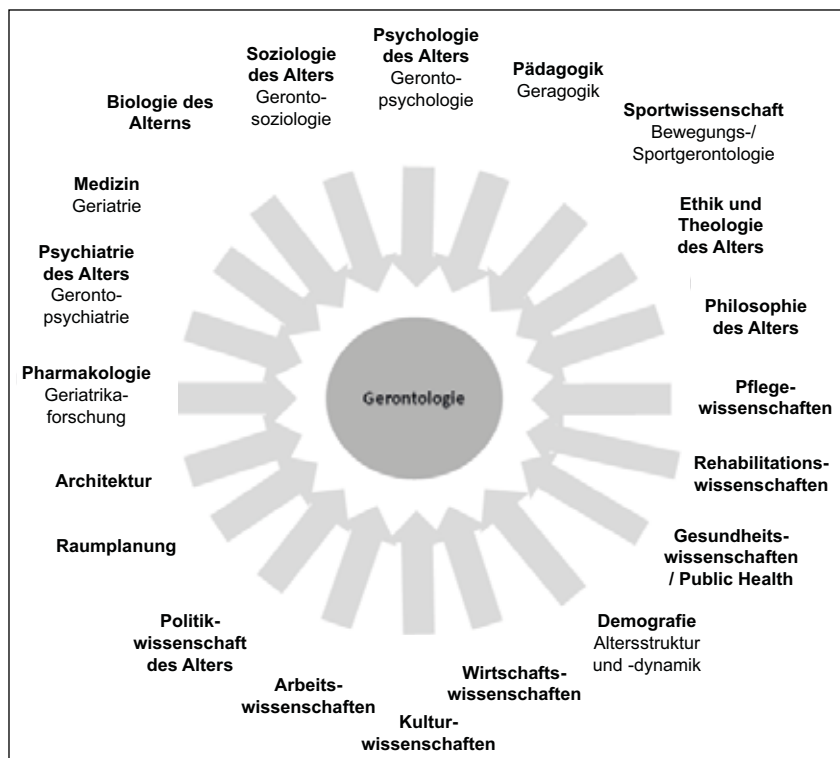 Psychologie
des Alters
Geronto-
psychologie
Soziologie
des Alters
Geronto-
soziologie
Pädagogik
Geragogik
Biologie des
Alterns
Sportwissenschaft
Bewegungs-/
Sportgerontologie
Medizin
Geriatrie
Ethik und
Theologie
des Alters
Psychiatrie
des Alters
Geronto-
psychiatrie
Philosophie
des Alters
Pharmakologie
Geriatrika-
forschung
Gerontologie
Pflege-
wissenschaften
Architektur
Rehabilitations-
wissenschaften
Raumplanung
Gesundheits-
wissenschaften
/ Public Health
Politik-
wissenschaft
des Alters
Demografie
Altersstruktur
und -dynamik
Arbeits-
wissenschaften
Wirtschafts-
wissenschaften
Kultur-
wissenschaften